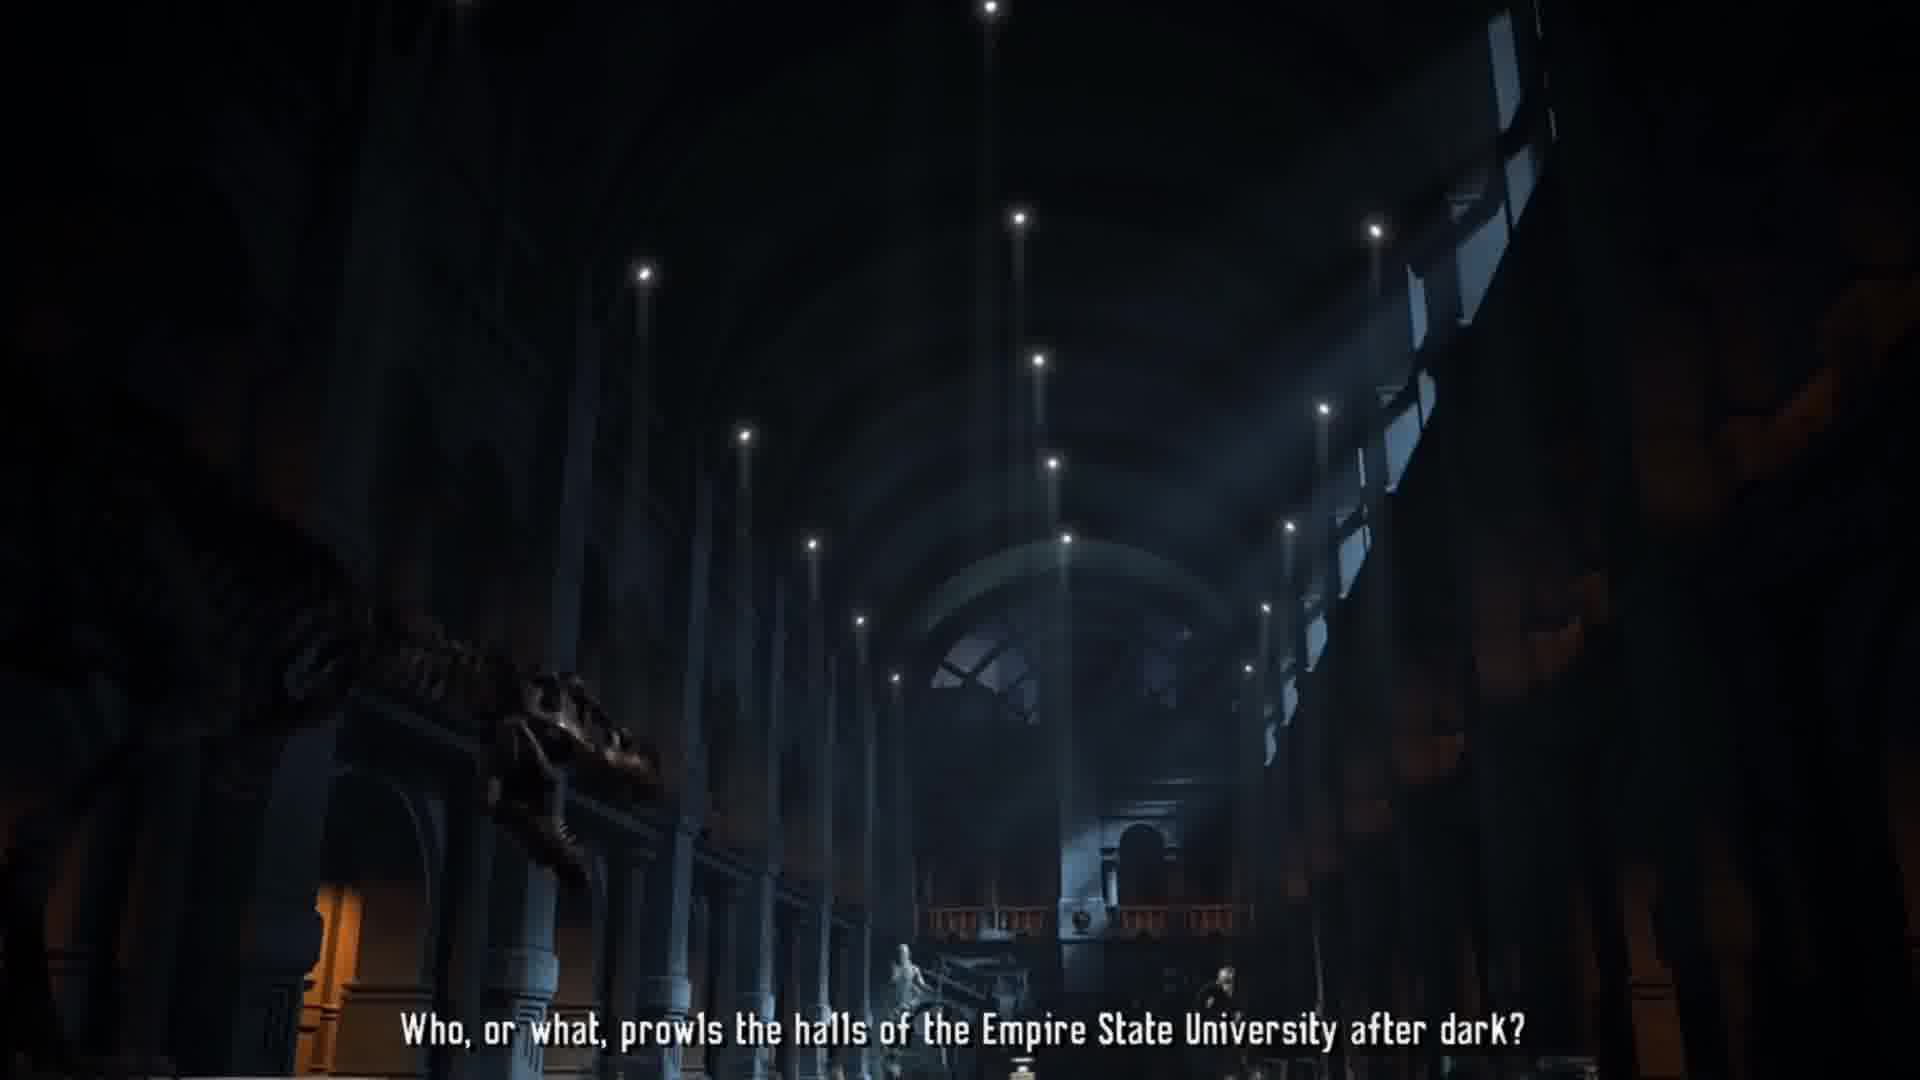 Who, or what, prowls the halls of the Empire State University after dark?